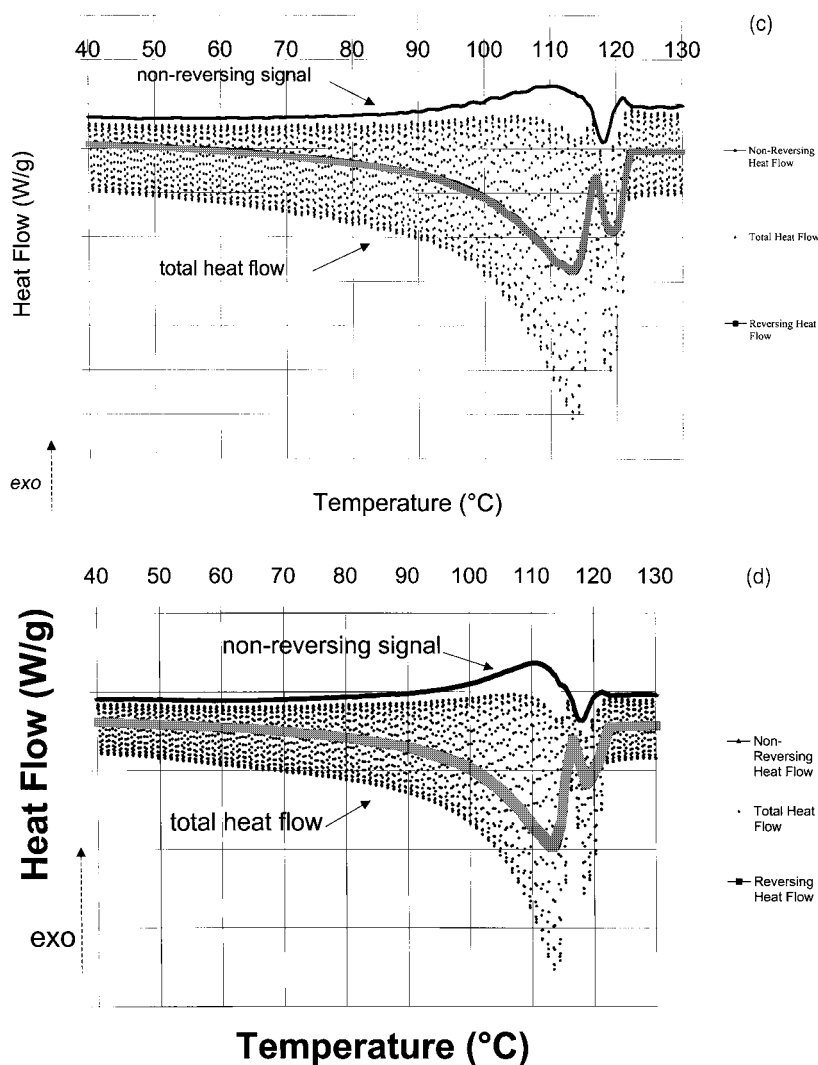 (c)
40 50 60 70 80 90 100 110 120 130
non-reversing signal
Heat Flow (W/g)
Non-Reversing
Heat Flow
Total Heat Flow
total heat flow
Reversing Heat
Flow
exo
Temperature (°C)
(d)
40 50 60 70 80 90 100 110 120 130
non-reversing signal
Heat Flow (W/g)
Non-
Reversing
Heat Flow
total heat flow
Total Heat
Flow
Reversing
Heat Flow
exo
Temperature (°C)